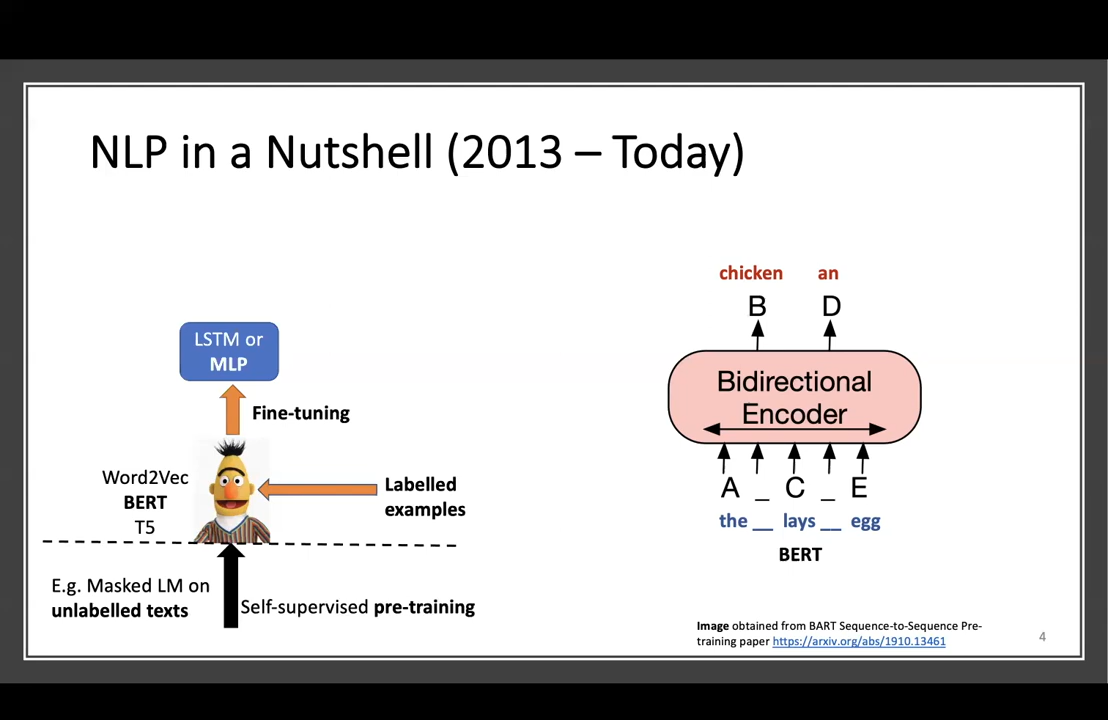 NLP in a Nutshell (2013 – Today)
LSTM or
MLP
Fine-tuning
Word2Vec
BERT
T5
Labelled
examples
E.g. Masked LM on
unlabelled texts
Self-supervised pre-training
chicken an
B D
Bidirectional
Encoder
A _ C _ E
the __ lays __ egg
BERT
Image obtained from BART Sequence-to-Sequence Pre-
training paper https://arxiv.org/abs/1910.13461
4